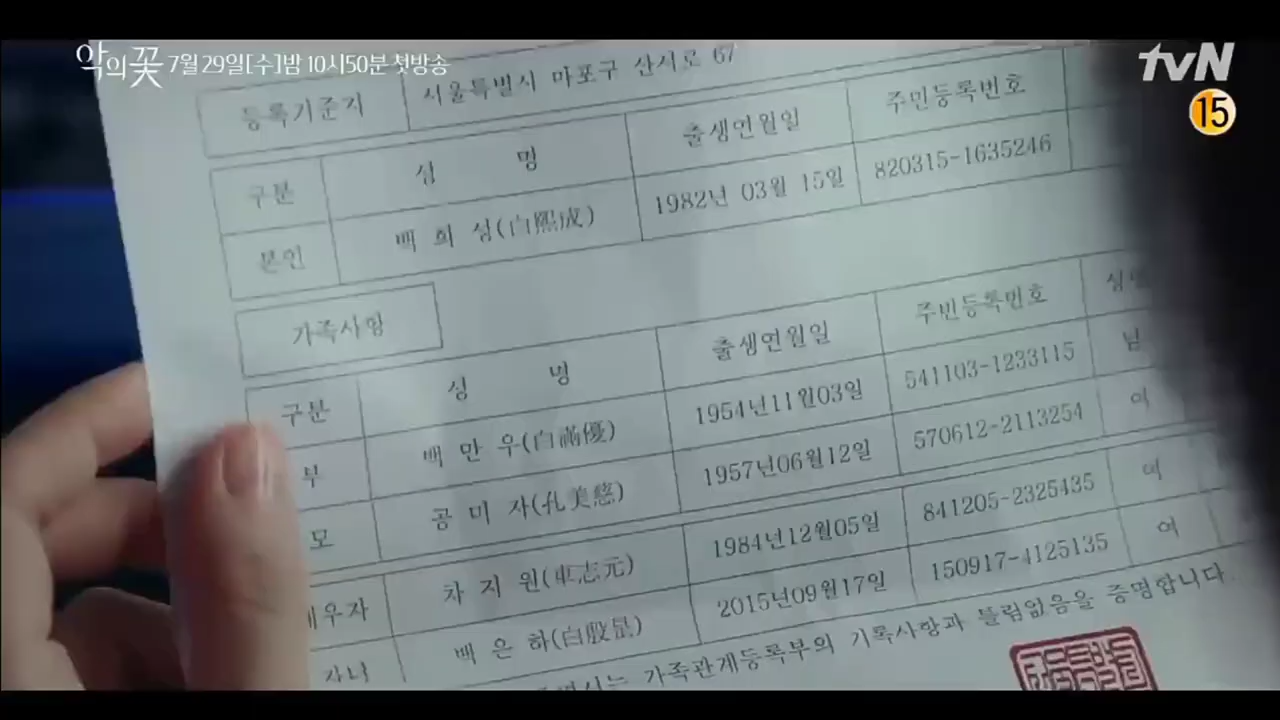 악의 꽃 7월 29일[수]밤 10시50분 첫방송
tvN
15
등록기준지 서울특별시 마포구 산서로 67
구분 성 명 출생연월일 주민등록번호
본인 백 희 성(白熙成) 1982년 03월 15일 820315-1635246
가족사항
구분 성 명 출생연월일 주민등록번호 성별
부 백 만 우(白滿優) 1954년11월03일 541103-1233115 남
모 공 미 자(孔美慈) 1957년06월12일 570612-2113254 여
배우자 차 지 원(車志元) 1984년12월05일 841205-2325435 여
자녀 백 은 하(白殷昰) 2015년09월17일 150917-4125135 여
가족관계등록부의 기록사항과 틀림없음을 증명합니다.